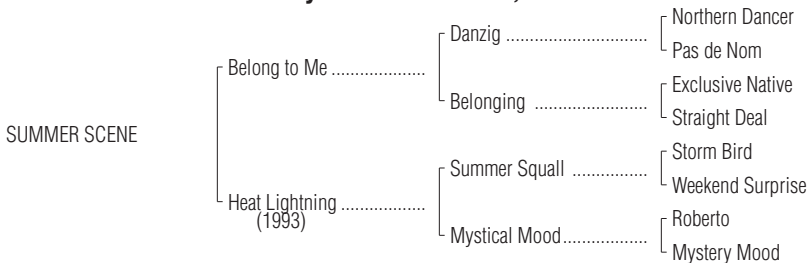 Northern Dancer
Danzig ..............................
Pas de Nom
Belong to Me ....................
Exclusive Native
Belonging ........................
Straight Deal
SUMMER SCENE
Storm Bird
Summer Squall ................
Weekend Surprise
Heat Lightning ..................
(1993)
Roberto
Mystical Mood..................
Mystery Mood